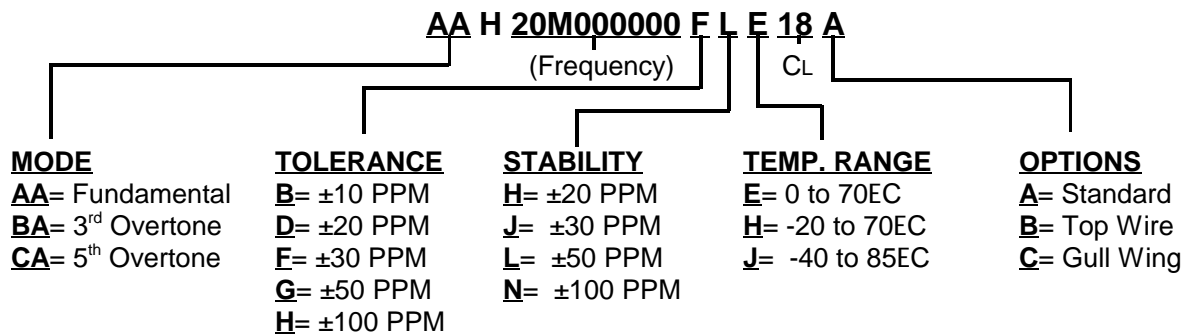 AA H 20M000000 F L E 18 A
(Frequency) CL
MODE TOLERANCE STABILITY TEMP. RANGE OPTIONS
AA= Fundamental B= ±10 PPM H= ±20 PPM E= 0 to 70EC A= Standard
BA= 3rd Overtone D= ±20 PPM J= ±30 PPM H= -20 to 70EC B= Top Wire
CA= 5th Overtone F= ±30 PPM L= ±50 PPM J= -40 to 85EC C= Gull Wing
G= ±50 PPM N= ±100 PPM
H= ±100 PPM